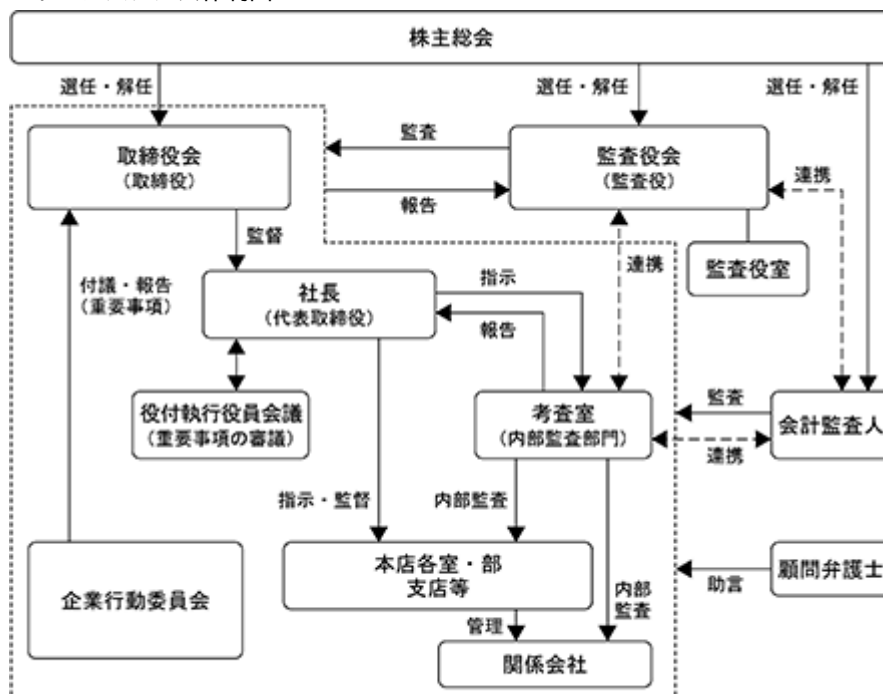 株主総会
選任・解任
選任・解任
選任・解任
取締役会
（取締役）
監査
報告
監査役会
（監査役）
連携
監督
連携
監査役室
付議・報告
（重要事項）
社長
（代表取締役）
指示
報告
役付執行役員会議
（重要事項の審議）
考査室
（内部監査部門）
監査
連携
会計監査人
指示・監督
内部監査
本店各室・部
支店等
内部
監査
企業行動委員会
助言
顧問弁護士
管理
関係会社